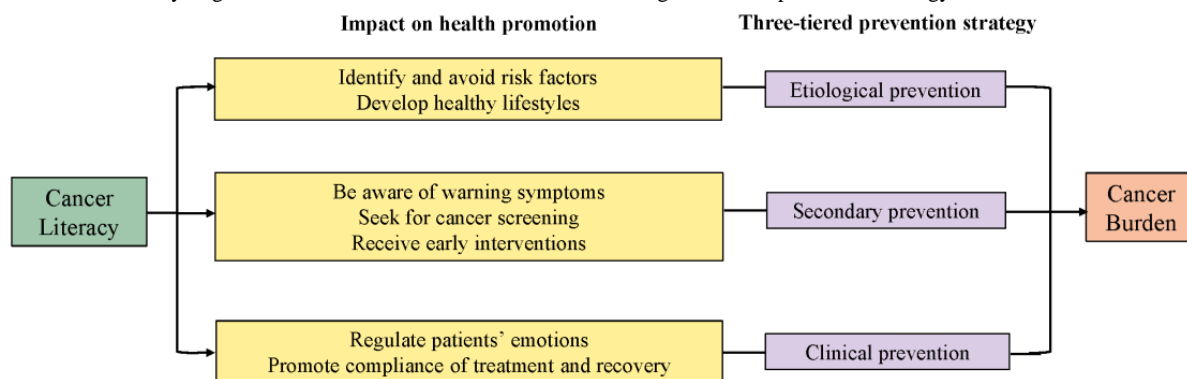 Impact on health promotion
Three-tiered prevention strategy
Identify and avoid risk factors
Develop healthy lifestyles
Etiological prevention
Cancer
Literacy
Be aware of warning symptoms
Seek for cancer screening
Receive early interventions
Secondary prevention
Cancer
Burden
Regulate patients’ emotions
Promote compliance of treatment and recovery
Clinical prevention